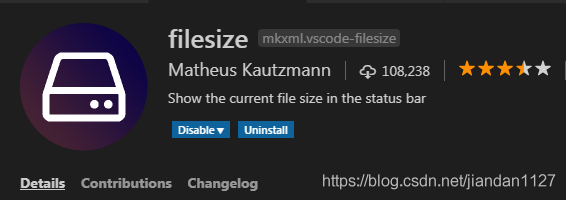 filesize mkxml.vscode-filesize
Matheus Kautzmann 108,238
Show the current file size in the status bar
Disable Uninstall
Details Contributions Changelog
https://blog.csdn.net/jiandan1127